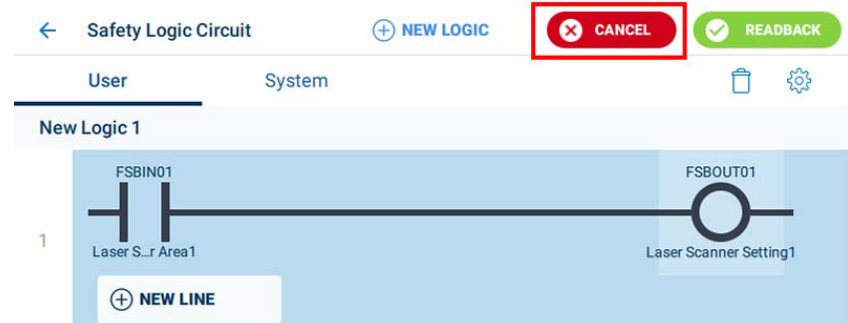 Safety Logic Circuit NEW LOGIC CANCEL READBACK
User System
New Logic 1
FSBIN01 FSBOUT01
1
Laser S...r Area1 Laser Scanner Setting1
NEW LINE